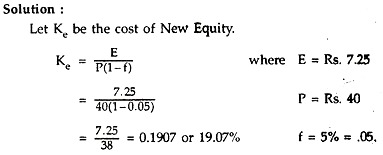 Solution :
Let Ke be the cost of New Equity.
Ke = E / P(1–f) where E = Rs. 7.25
= 7.25 / 40(1–0.05) P = Rs. 40
= 7.25 / 38 = 0.1907 or 19.07% f = 5% = .05.